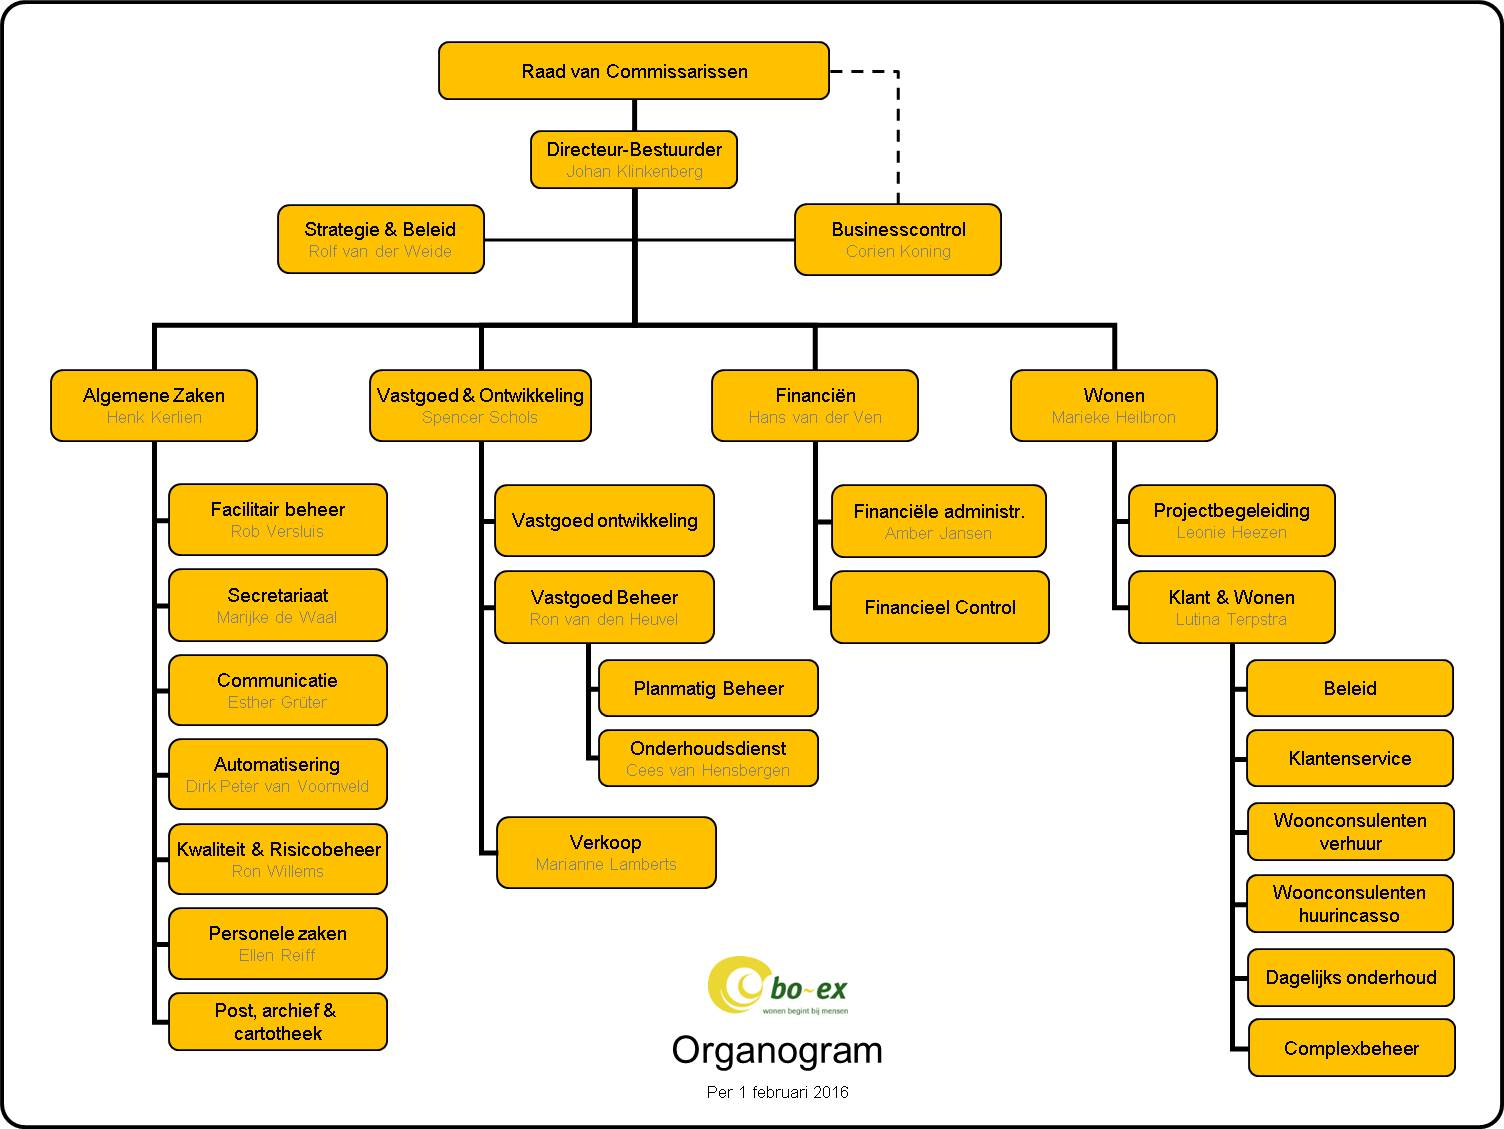 Raad van Commissarissen
Directeur-Bestuurder
Johan Klinkenberg
Strategie & Beleid
Rolf van der Weide
Businesscontrol
Corien Koning
Algemene Zaken
Henk Kerlien
Vastgoed & Ontwikkeling
Spencer Schols
Financiën
Hans van der Ven
Wonen
Marieke Heilbron
Facilitair beheer
Rob Versluis
Secretariaat
Marijke de Waal
Communicatie
Esther Grüter
Automatisering
Dirk Peter van Voornveld
Kwaliteit & Risicobeheer
Ron Willems
Personele zaken
Ellen Reiff
Post, archief &
cartotheek
Vastgoed ontwikkeling
Vastgoed Beheer
Ron van den Heuvel
Planmatig Beheer
Onderhoudsdienst
Cees van Hensbergen
Verkoop
Marianne Lamberts
Financiële administr.
Amber Jansen
Financieel Control
Projectbegeleiding
Leonie Heezen
Klant & Wonen
Lutina Terpstra
Beleid
Klantenservice
Woonconsulenten
verhuur
Woonconsulenten
huurincasso
Dagelijks onderhoud
Complexbeheer
bo~ex
wonen begint bij mensen
Organogram
Per 1 februari 2016